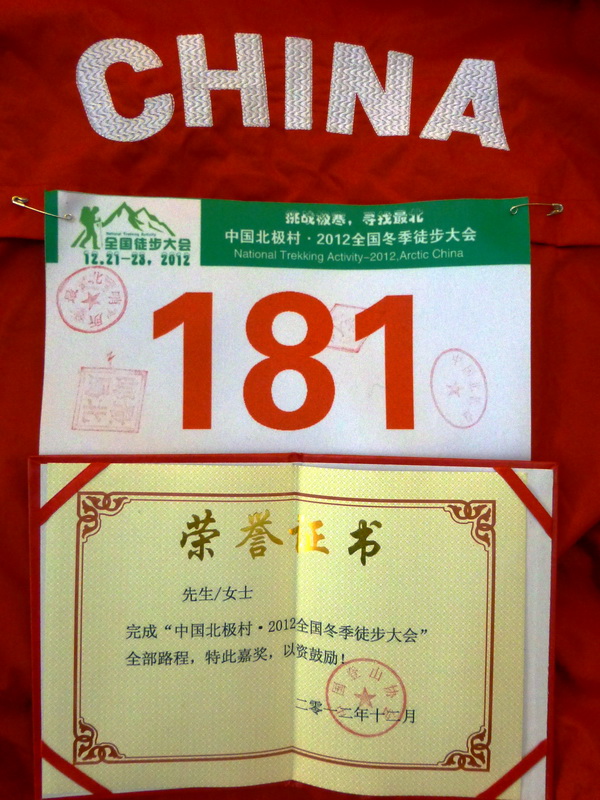 CHINA
National Trekking Activity
全国徒步大会
12.21-23, 2012
挑战极寒，寻找最北
中国北极村·2012全国冬季徒步大会
National Trekking Activity-2012,Arctic China
181
荣誉证书
先生/女士
完成“中国北极村·2012全国冬季徒步大会”
全部路程，特此嘉奖，以资鼓励！
二零一二年十二月